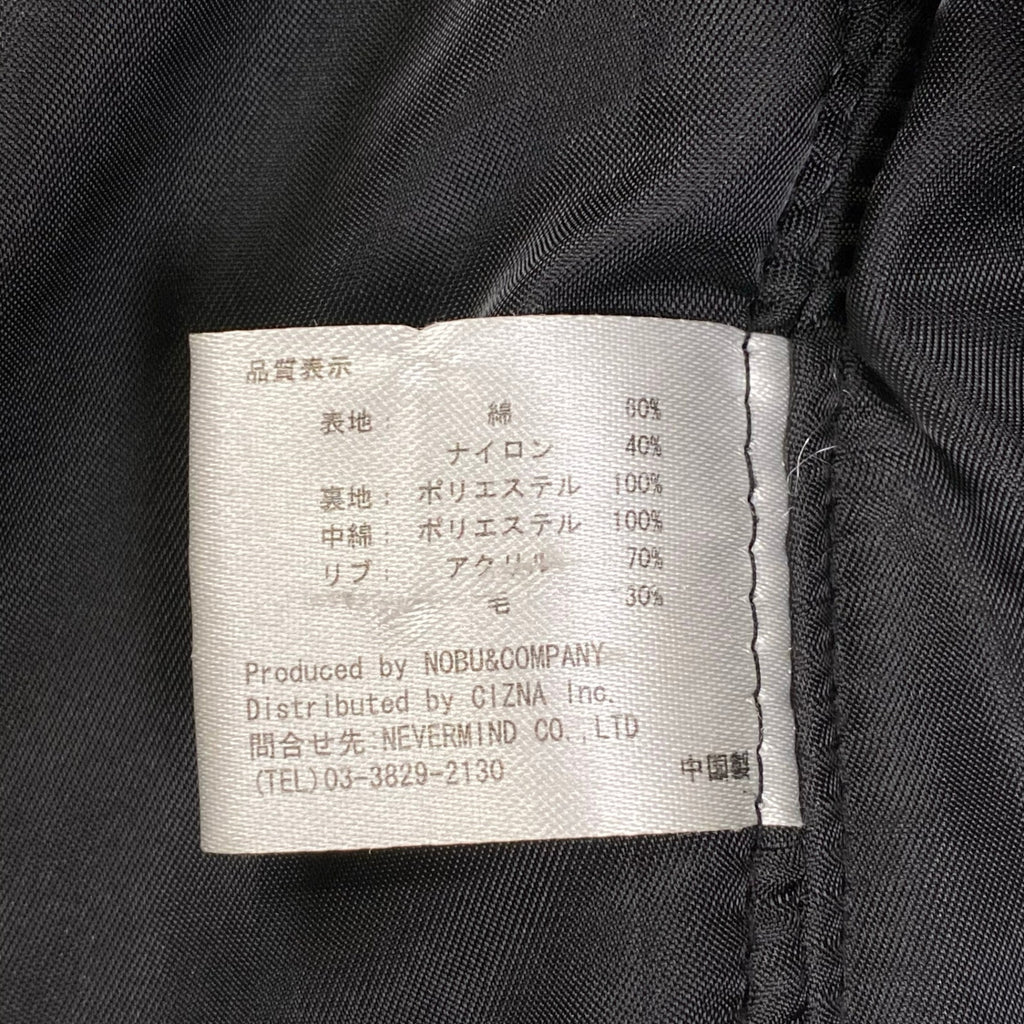 品質表示
表地: 綿 60%
ナイロン 40%
裏地: ポリエステル 100%
中綿: ポリエステル 100%
リブ: アクリル 70%
毛 30%
Produced by NOBU&COMPANY
Distributed by CIZNA Inc.
問合せ先 NEVERMIND CO.,LTD
(TEL)03-3829-2130
中国製